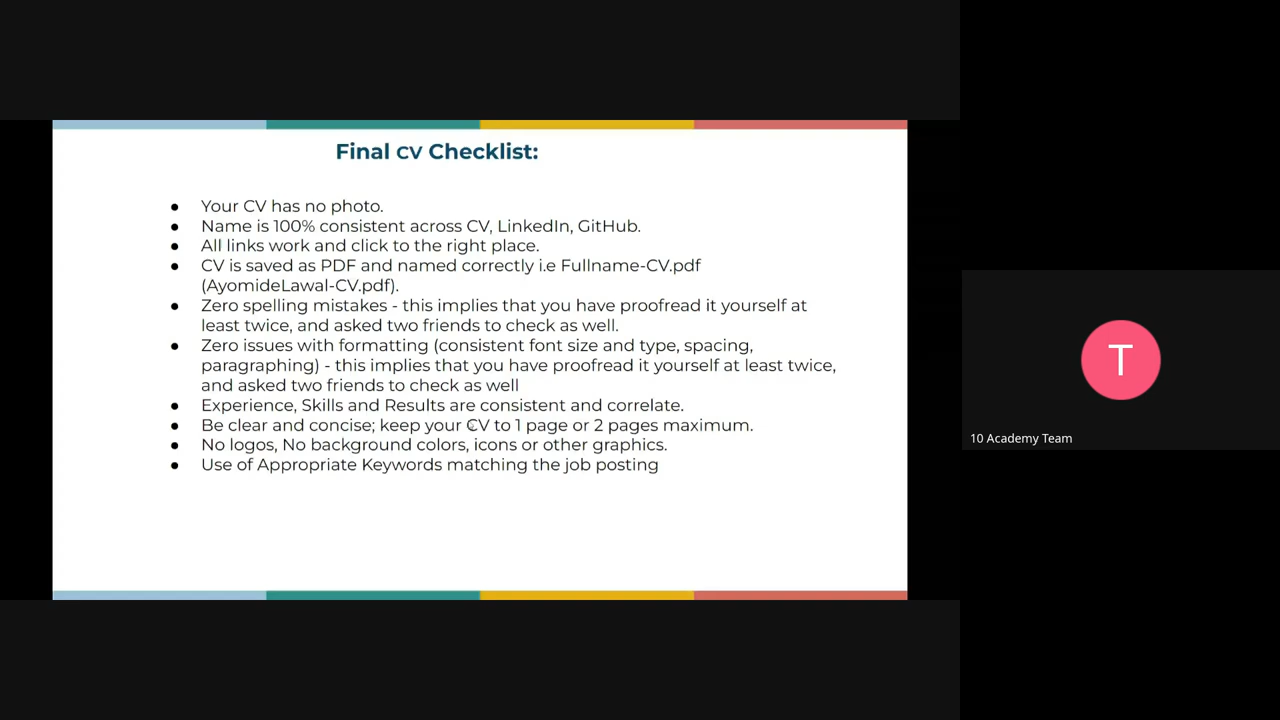 Final CV Checklist:
● Your CV has no photo.
● Name is 100% consistent across CV, LinkedIn, GitHub.
● All links work and click to the right place.
● CV is saved as PDF and named correctly i.e Fullname-CV.pdf
(AyomideLawal-CV.pdf).
● Zero spelling mistakes - this implies that you have proofread it yourself at
least twice, and asked two friends to check as well.
● Zero issues with formatting (consistent font size and type, spacing,
paragraphing) - this implies that you have proofread it yourself at least twice,
and asked two friends to check as well
● Experience, Skills and Results are consistent and correlate.
● Be clear and concise; keep your CV to 1 page or 2 pages maximum.
● No logos, No background colors, icons or other graphics.
● Use of Appropriate Keywords matching the job posting
T
10 Academy Team